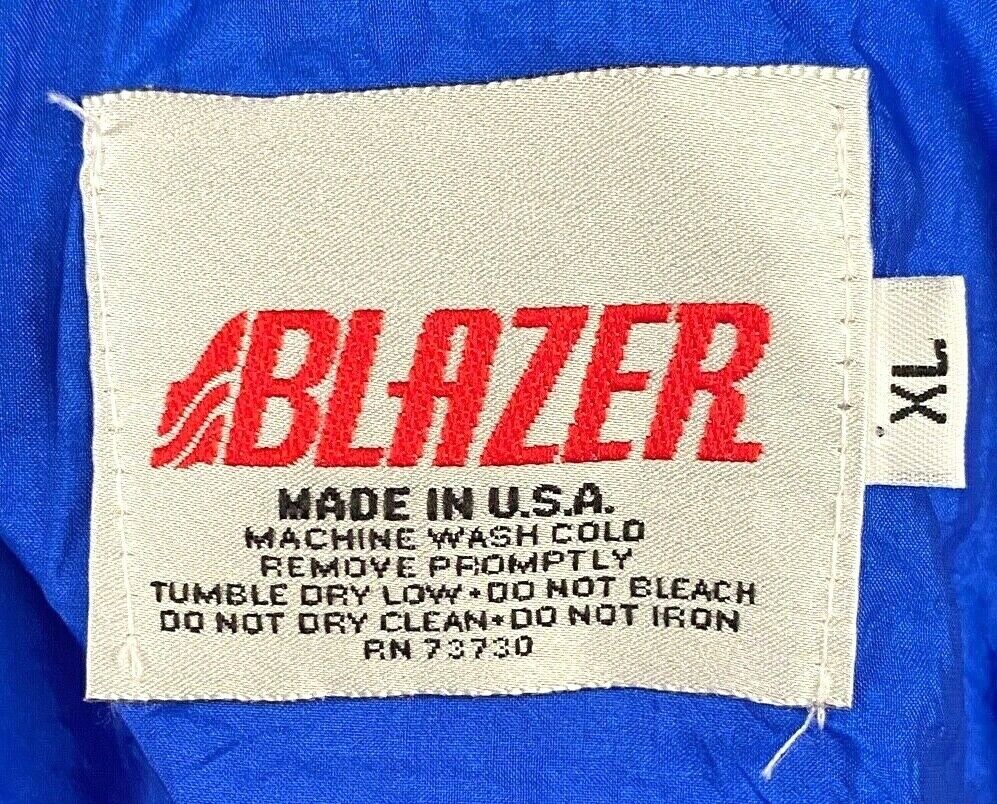 BLAZER
MADE IN U.S.A.
MACHINE WASH COLD
REMOVE PROMPTLY
TUMBLE DRY LOW•DO NOT BLEACH
DO NOT DRY CLEAN•DO NOT IRON
RN 73730
XL